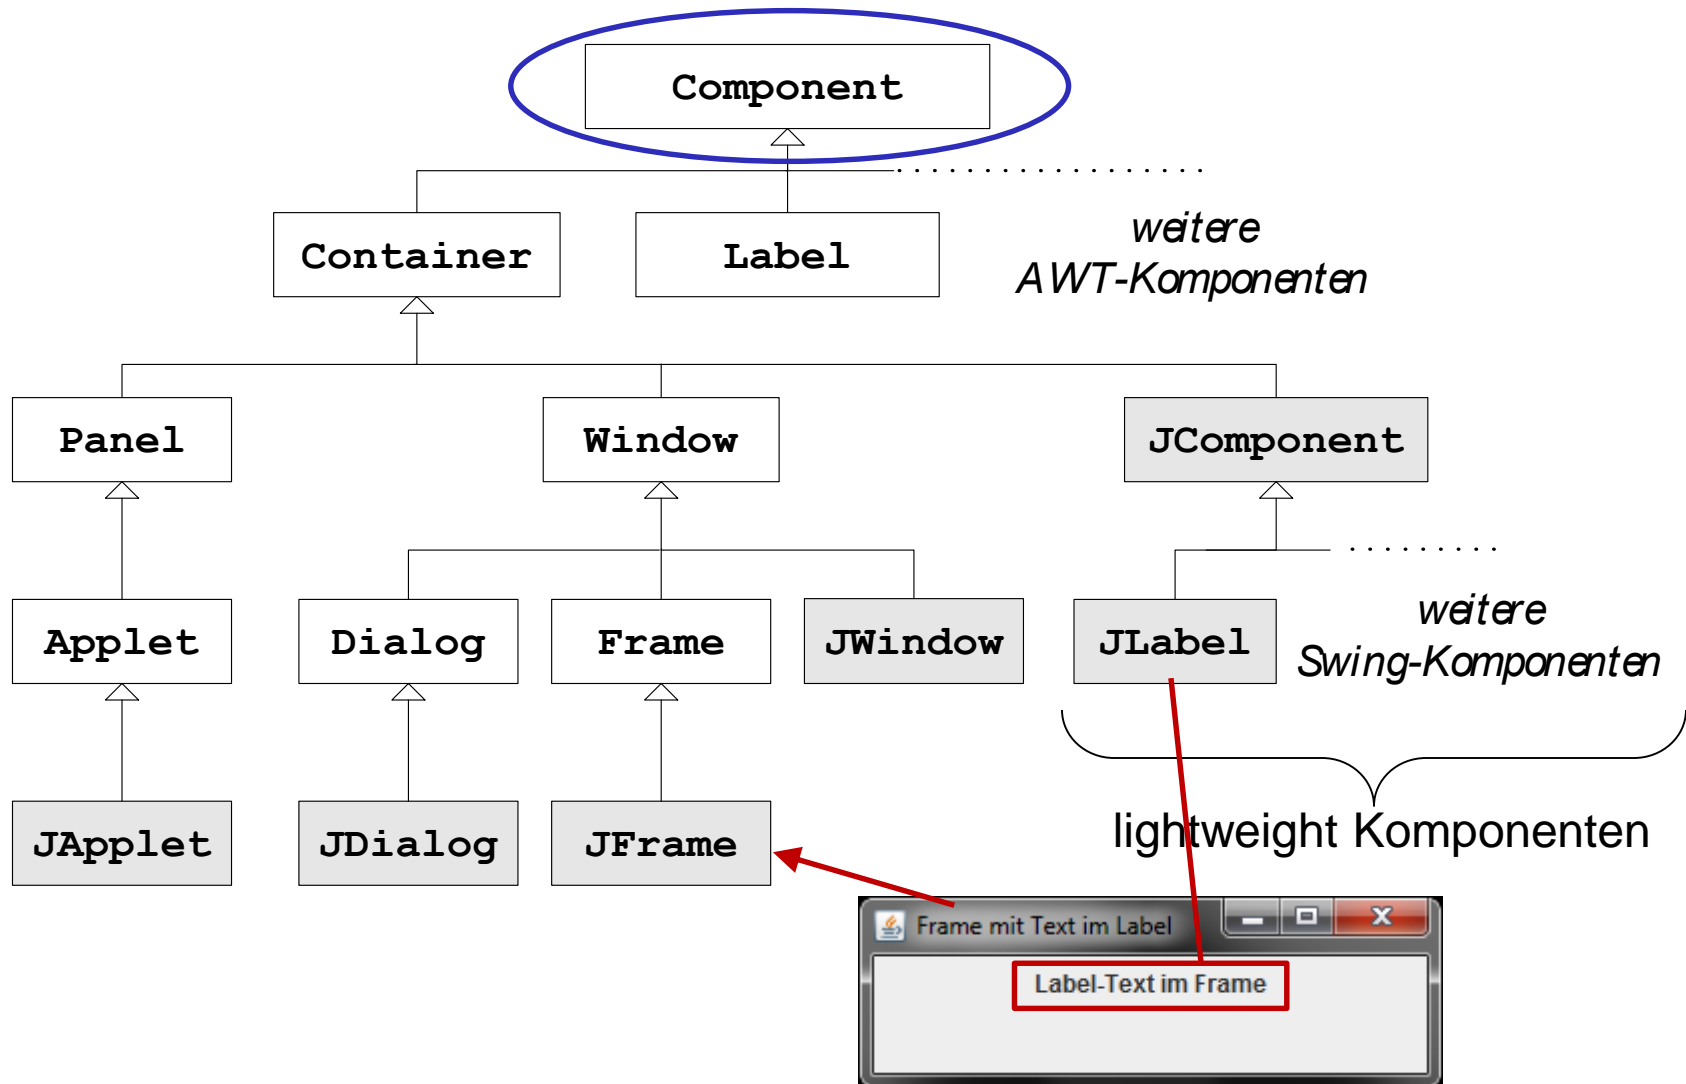 Component
Container
Label
weitere
AWT-Komponenten
Panel
Window
JComponent
Applet
Dialog
Frame
JWindow
JLabel
weitere
Swing-Komponenten
JApplet
JDialog
JFrame
lightweight Komponenten
Frame mit Text im Label
Label-Text im Frame